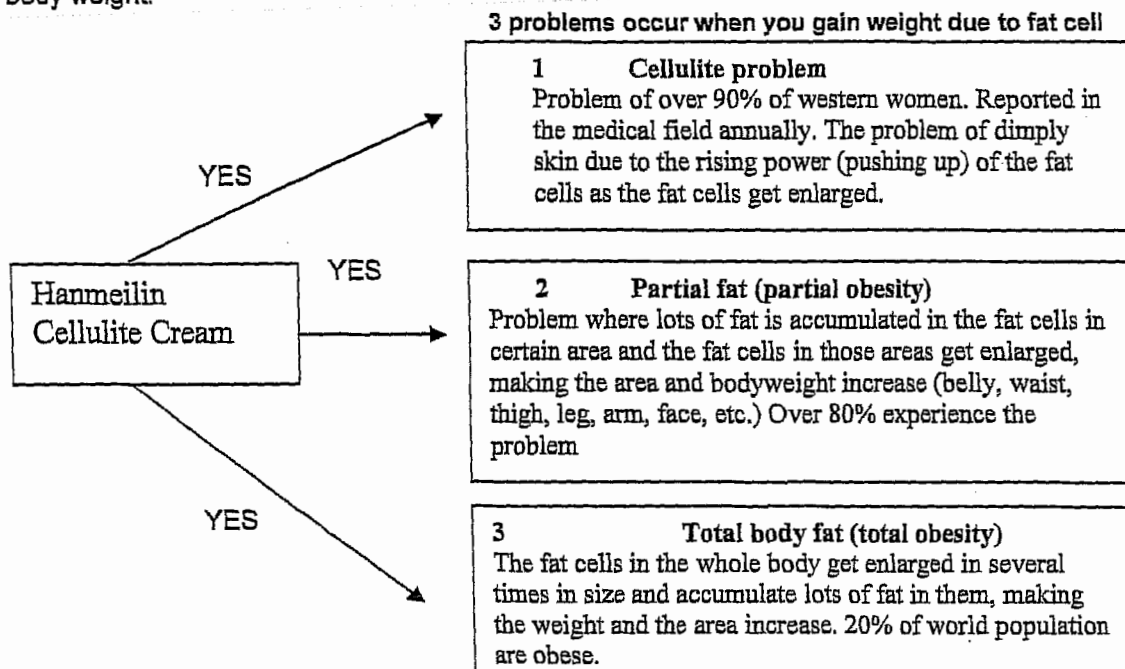 body weight.
3 problems occur when you gain weight due to fat cell
1 Cellulite problem
Problem of over 90% of western women. Reported in
the medical field annually. The problem of dimply
skin due to the rising power (pushing up) of the fat
cells as the fat cells get enlarged.
YES
Hanmeilin
Cellulite Cream
YES
2 Partial fat (partial obesity)
Problem where lots of fat is accumulated in the fat cells in
certain area and the fat cells in those areas get enlarged,
making the area and bodyweight increase (belly, waist,
thigh, leg, arm, face, etc.) Over 80% experience the
problem
YES
3 Total body fat (total obesity)
The fat cells in the whole body get enlarged in several
times in size and accumulate lots of fat in them, making
the weight and the area increase. 20% of world population
are obese.